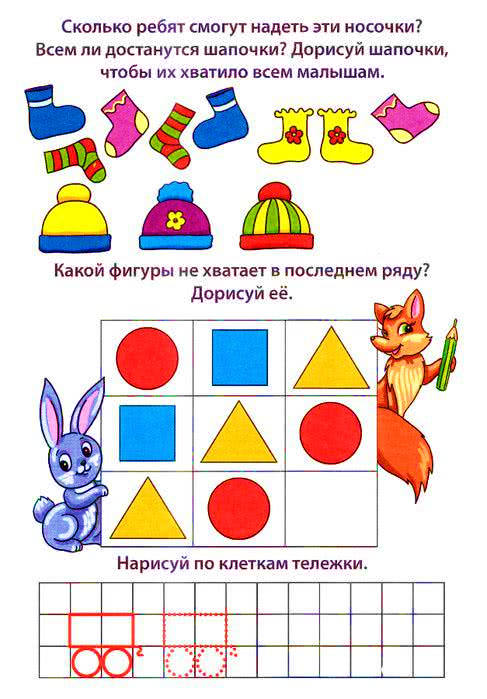 Сколько ребят смогут надеть эти носочки?
Всем ли достанутся шапочки? Дорисуй шапочки,
чтобы их хватило всем малышам.
Какой фигуры не хватает в последнем ряду?
Дорисуй её.
Нарисуй по клеткам тележки.